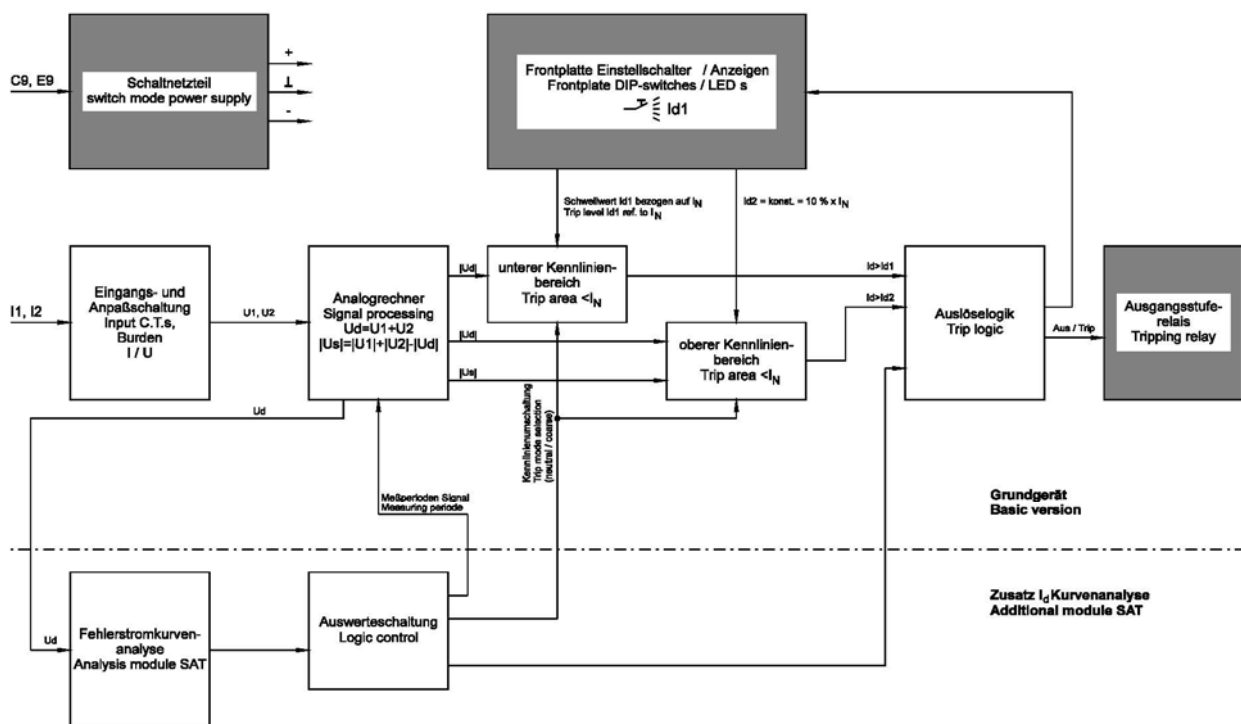 C9, E9
Schaltnetzteil
switch mode power supply
+
⊥
-
Frontplatte Einstellschalter / Anzeigen
Frontplate DIP-switches / LED s
Id1
Schwellwert Id1 bezogen auf IN
Trip level Id1 ref. to IN
Id2 = konst. = 10 % x IN
I1, I2
Eingangs- und
Anpaßschaltung
Input C.T.s,
Burden
I / U
U1, U2
Analogrechner
Signal processing
Ud=U1+U2
|Us|=|U1|+|U2|-|Ud|
|Ud|
|Ud|
|Us|
unterer Kennlinien-
bereich
Trip area <IN
oberer Kennlinien-
bereich
Trip area <IN
Id>Id1
Id>Id2
Auslöselogik
Trip logic
Aus / Trip
Ausgangsstufe-
relais
Tripping relay
Ud
Kennlinienumschaltung
Trip mode selection
(neutral / coarse)
Meßperioden Signal
Measuring periode
Grundgerät
Basic version
Zusatz Id Kurvenanalyse
Additional module SAT
Ud
Fehlerstromkurven-
analyse
Analysis module SAT
Auswerteschaltung
Logic control